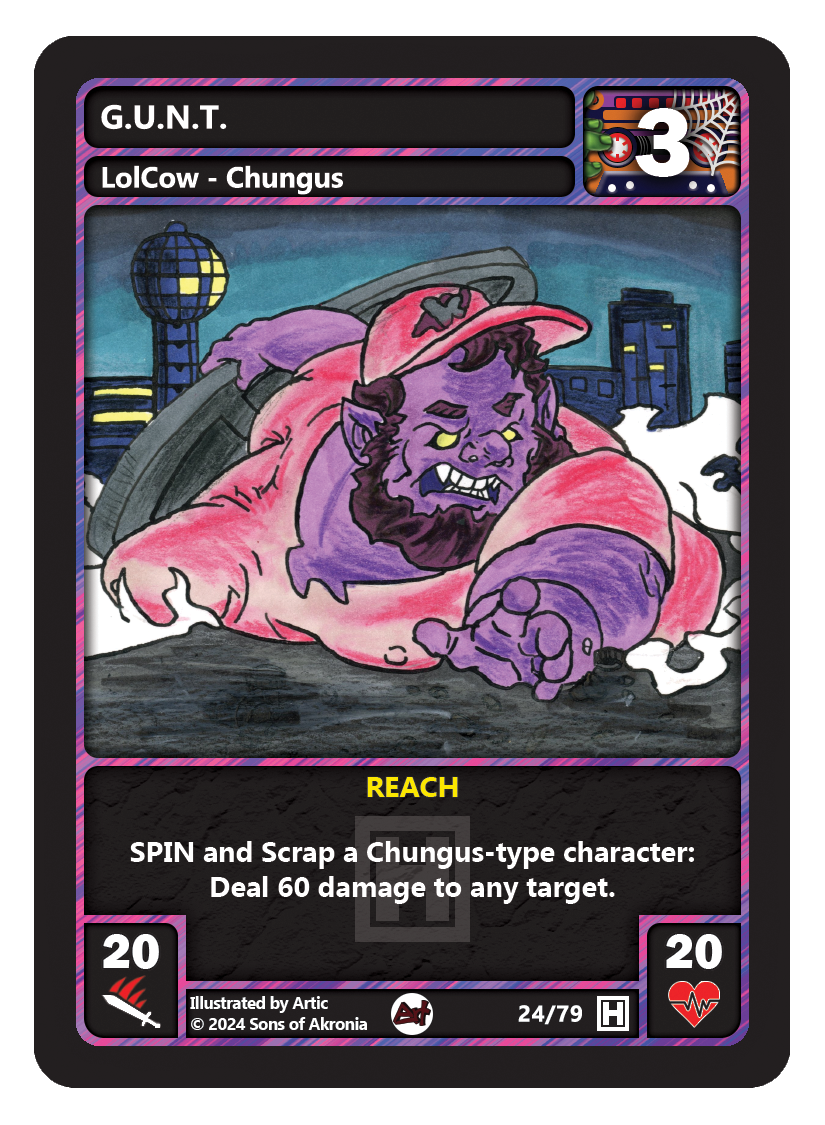 G.U.N.T.
3
LolCow - Chungus
REACH
SPIN and Scrap a Chungus-type character:
Deal 60 damage to any target.
H
20
20
Illustrated by Artic
© 2024 Sons of Akronia
24/79
H